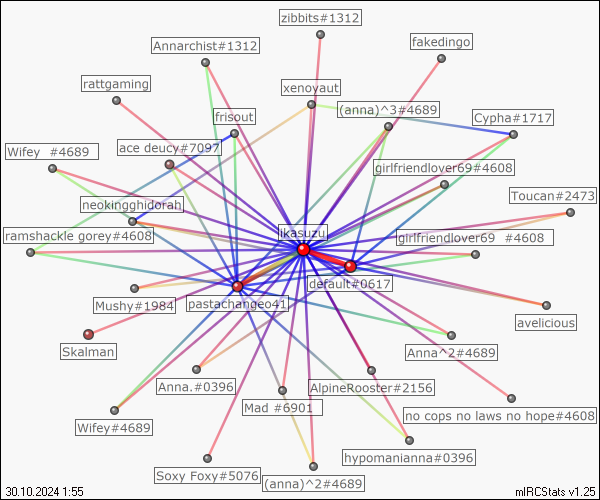 zibbits#1312
Annarchist#1312
fakedingo
rattgaming
xenoyaut
(anna)^3#4689
frisout
Cypha#1717
ace deucy#7097
Wifey #4689
girlfriendlover69#4608
Toucan#2473
neokingghidorah
ikasuzu
ramshackle gorey#4608
girlfriendlover69 #4608
default#0617
Mushy#1984
pastachangeo41
avelicious
Skalman
Anna^2#4689
Anna.#0396
AlpineRooster#2156
Mad #6901
no cops no laws no hope#4608
Wifey#4689
hypomanianna#0396
Soxy Foxy#5076
(anna)^2#4689
30.10.2024 1:55
mIRCStats v1.25